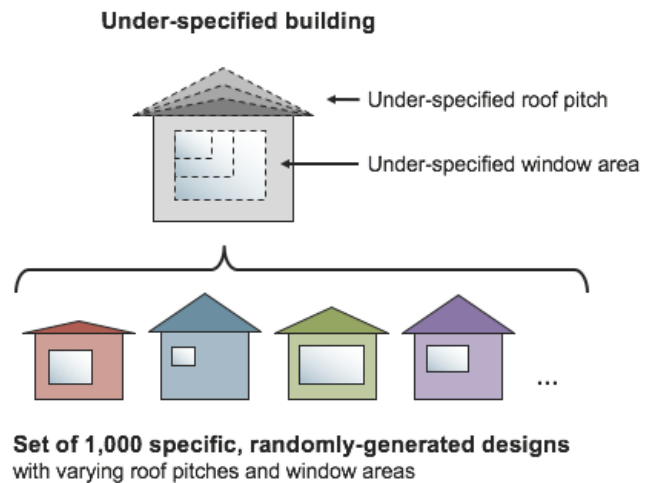 Under-specified building
Under-specified roof pitch
Under-specified window area
...
Set of 1,000 specific, randomly-generated designs
with varying roof pitches and window areas